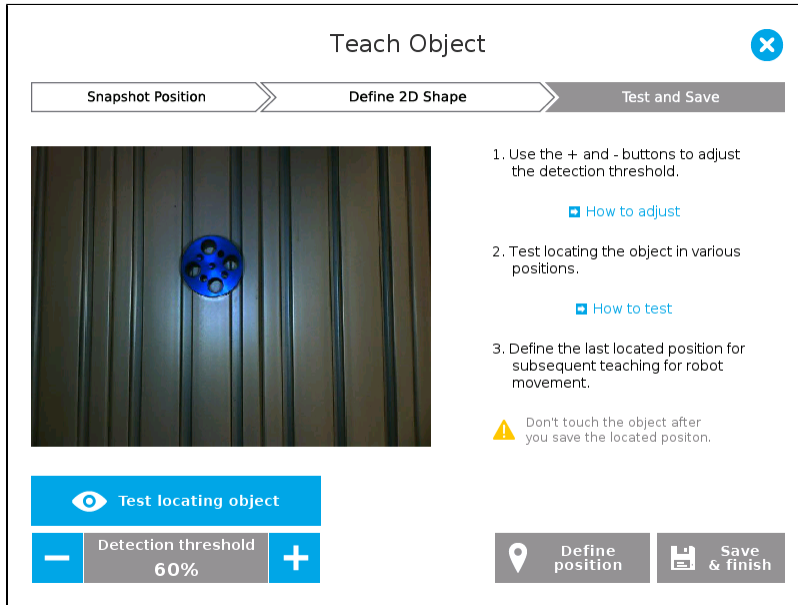 Teach Object
Snapshot Position
Define 2D Shape
Test and Save
1. Use the + and - buttons to adjust
the detection threshold.
How to adjust
2. Test locating the object in various
positions.
How to test
3. Define the last located position for
subsequent teaching for robot
movement.
Don't touch the object after
you save the located positon.
Test locating object
Detection threshold
60%
Define
position
Save
& finish